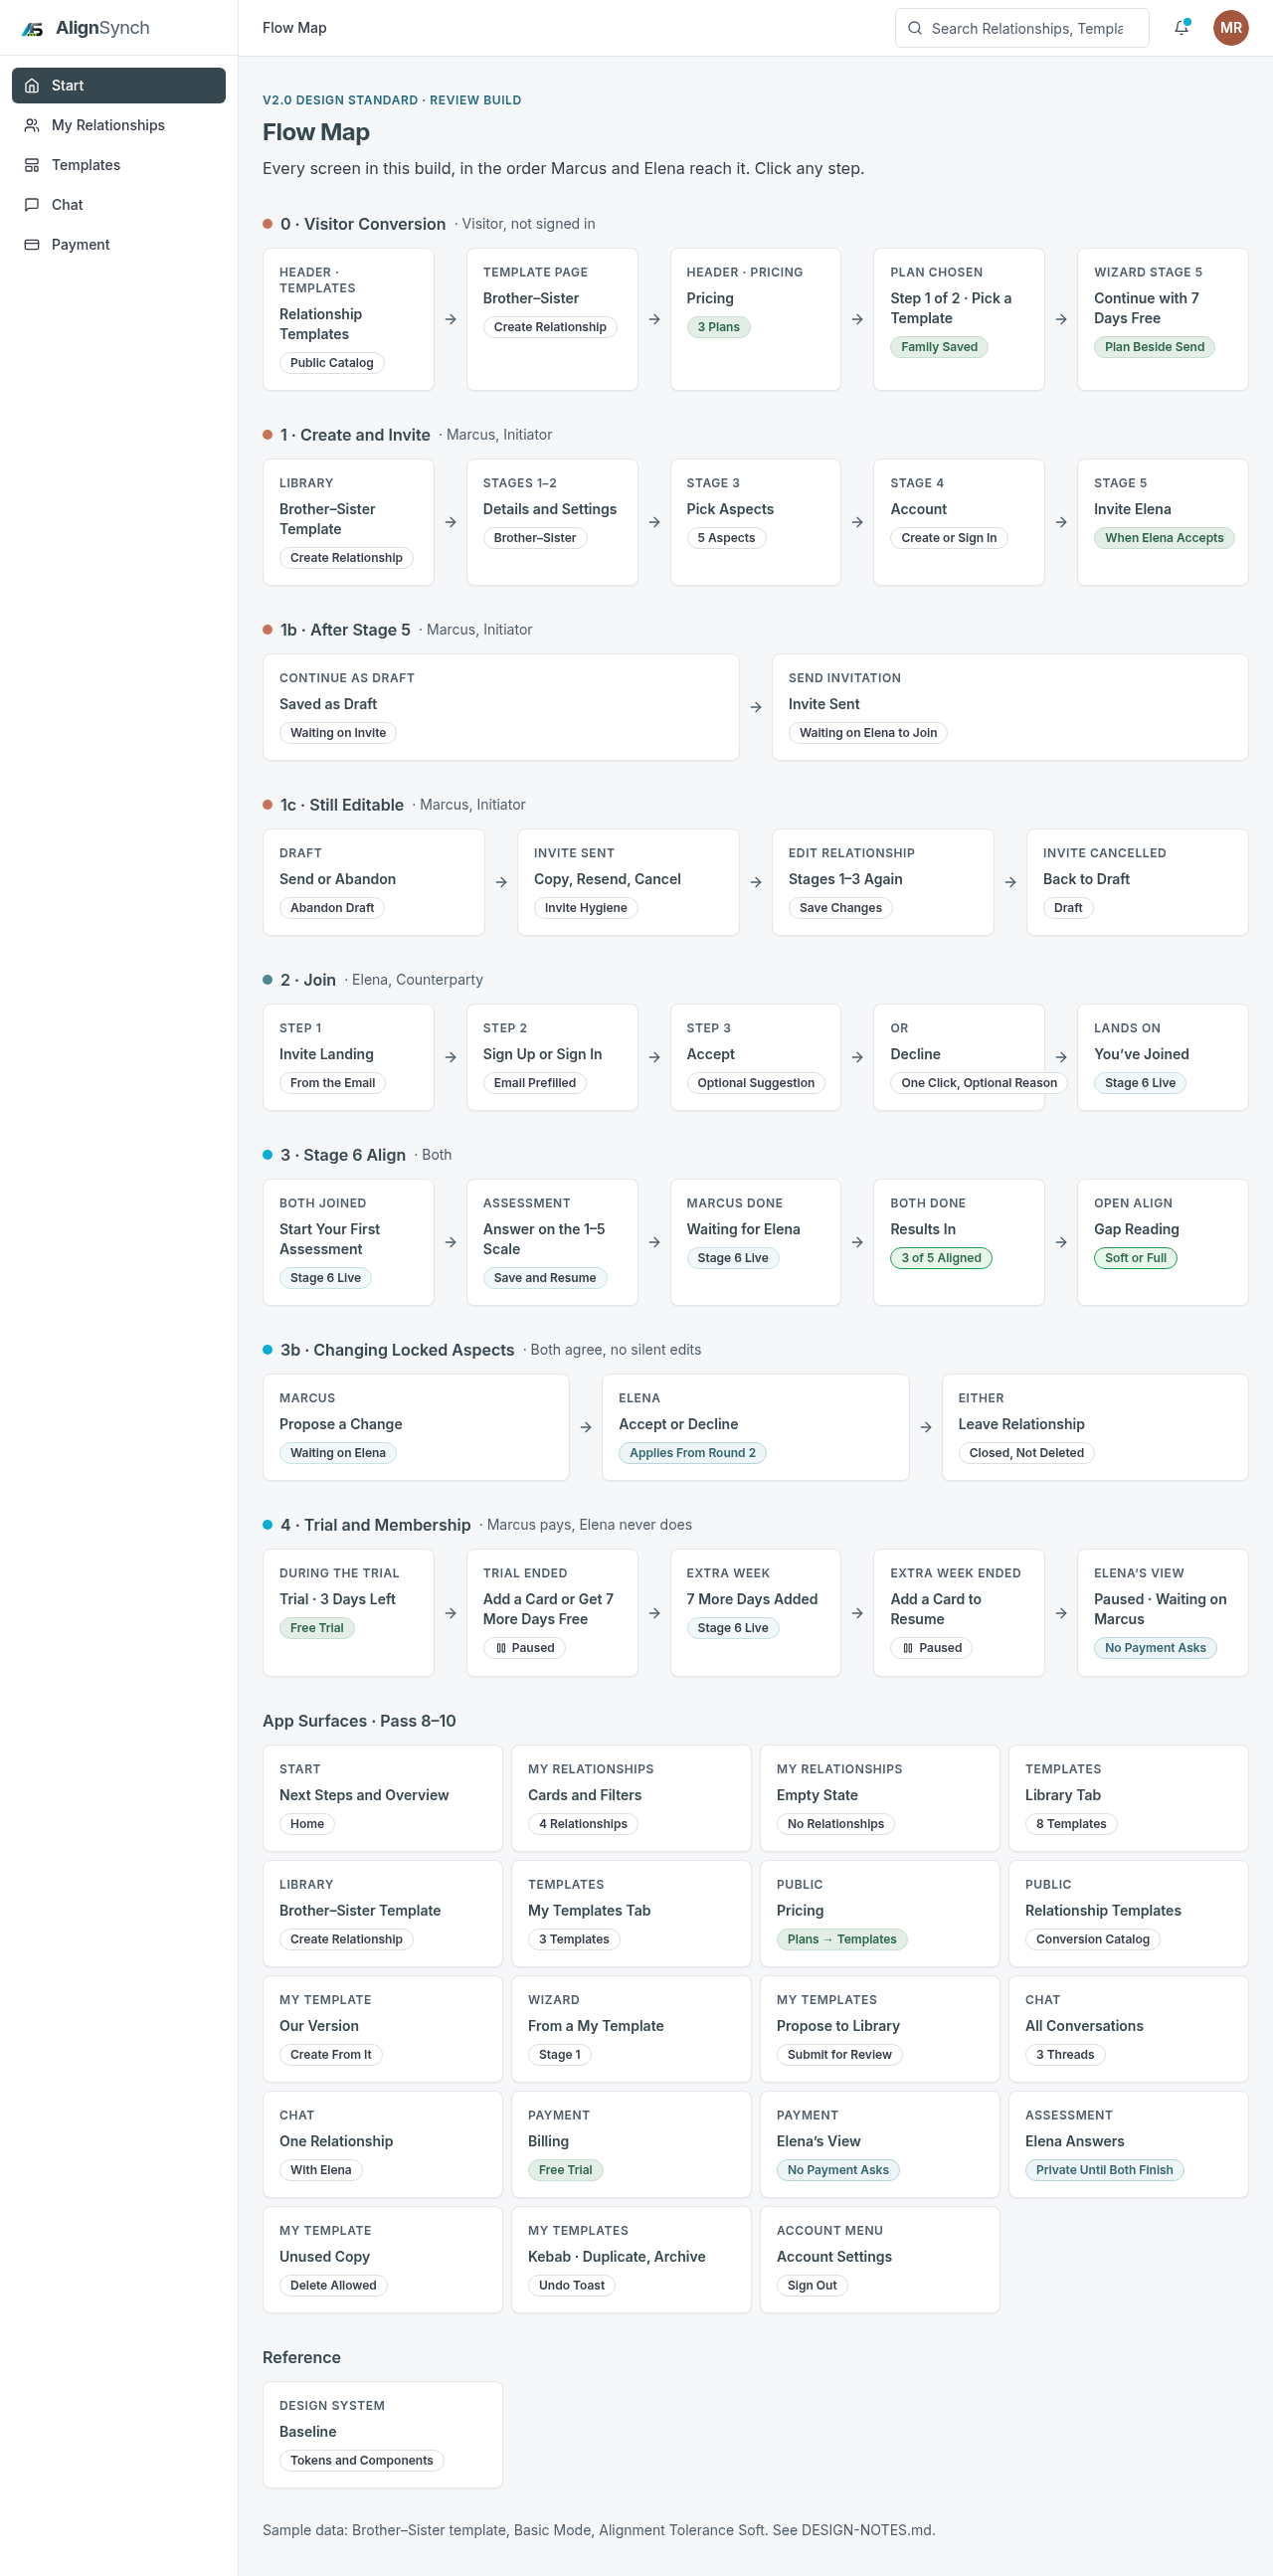 AlignSynch
Flow Map
Search Relationships, Templa
MR
Start
My Relationships
Templates
Chat
Payment
V2.0 DESIGN STANDARD · REVIEW BUILD
Flow Map
Every screen in this build, in the order Marcus and Elena reach it. Click any step.
0 · Visitor Conversion · Visitor, not signed in
HEADER ·
TEMPLATES
Relationship
Templates
Public Catalog
TEMPLATE PAGE
Brother–Sister
Create Relationship
HEADER · PRICING
Pricing
3 Plans
PLAN CHOSEN
Step 1 of 2 · Pick a
Template
Family Saved
WIZARD STAGE 5
Continue with 7
Days Free
Plan Beside Send
1 · Create and Invite · Marcus, Initiator
LIBRARY
Brother–Sister
Template
Create Relationship
STAGES 1–2
Details and Settings
Brother–Sister
STAGE 3
Pick Aspects
5 Aspects
STAGE 4
Account
Create or Sign In
STAGE 5
Invite Elena
When Elena Accepts
1b · After Stage 5 · Marcus, Initiator
CONTINUE AS DRAFT
Saved as Draft
Waiting on Invite
SEND INVITATION
Invite Sent
Waiting on Elena to Join
1c · Still Editable · Marcus, Initiator
DRAFT
Send or Abandon
Abandon Draft
INVITE SENT
Copy, Resend, Cancel
Invite Hygiene
EDIT RELATIONSHIP
Stages 1–3 Again
Save Changes
INVITE CANCELLED
Back to Draft
Draft
2 · Join · Elena, Counterparty
STEP 1
Invite Landing
From the Email
STEP 2
Sign Up or Sign In
Email Prefilled
STEP 3
Accept
Optional Suggestion
OR
Decline
One Click, Optional Reason
LANDS ON
You’ve Joined
Stage 6 Live
3 · Stage 6 Align · Both
BOTH JOINED
Start Your First
Assessment
Stage 6 Live
ASSESSMENT
Answer on the 1–5
Scale
Save and Resume
MARCUS DONE
Waiting for Elena
Stage 6 Live
BOTH DONE
Results In
3 of 5 Aligned
OPEN ALIGN
Gap Reading
Soft or Full
3b · Changing Locked Aspects · Both agree, no silent edits
MARCUS
Propose a Change
Waiting on Elena
ELENA
Accept or Decline
Applies From Round 2
EITHER
Leave Relationship
Closed, Not Deleted
4 · Trial and Membership · Marcus pays, Elena never does
DURING THE TRIAL
Trial · 3 Days Left
Free Trial
TRIAL ENDED
Add a Card or Get 7
More Days Free
Paused
EXTRA WEEK
7 More Days Added
Stage 6 Live
EXTRA WEEK ENDED
Add a Card to
Resume
Paused
ELENA’S VIEW
Paused · Waiting on
Marcus
No Payment Asks
App Surfaces · Pass 8–10
START
Next Steps and Overview
Home
MY RELATIONSHIPS
Cards and Filters
4 Relationships
MY RELATIONSHIPS
Empty State
No Relationships
TEMPLATES
Library Tab
8 Templates
LIBRARY
Brother–Sister Template
Create Relationship
TEMPLATES
My Templates Tab
3 Templates
PUBLIC
Pricing
Plans → Templates
PUBLIC
Relationship Templates
Conversion Catalog
MY TEMPLATE
Our Version
Create From It
WIZARD
From a My Template
Stage 1
MY TEMPLATES
Propose to Library
Submit for Review
CHAT
All Conversations
3 Threads
CHAT
One Relationship
With Elena
PAYMENT
Billing
Free Trial
PAYMENT
Elena’s View
No Payment Asks
ASSESSMENT
Elena Answers
Private Until Both Finish
MY TEMPLATE
Unused Copy
Delete Allowed
MY TEMPLATES
Kebab · Duplicate, Archive
Undo Toast
ACCOUNT MENU
Account Settings
Sign Out
Reference
DESIGN SYSTEM
Baseline
Tokens and Components
Sample data: Brother–Sister template, Basic Mode, Alignment Tolerance Soft. See DESIGN-NOTES.md.